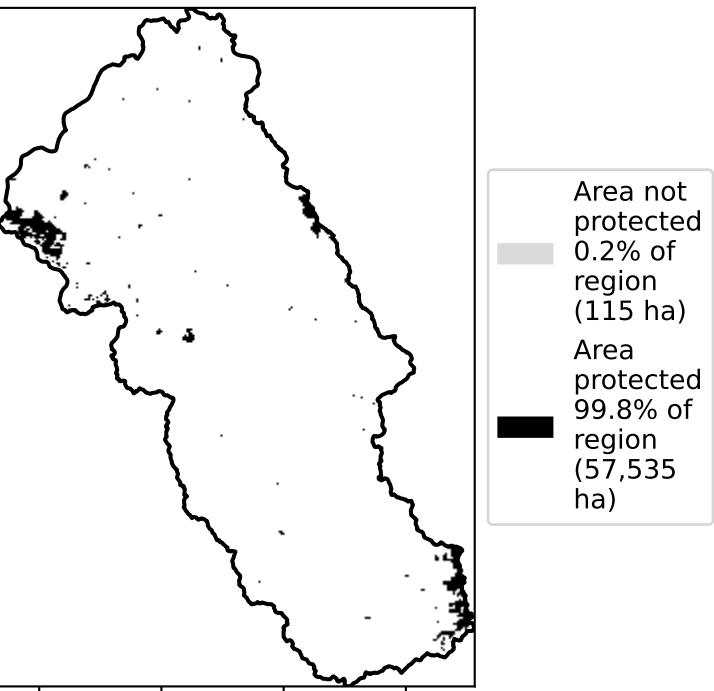 Area not
protected
0.2% of
region
(115 ha)
Area
protected
99.8% of
region
(57,535
ha)